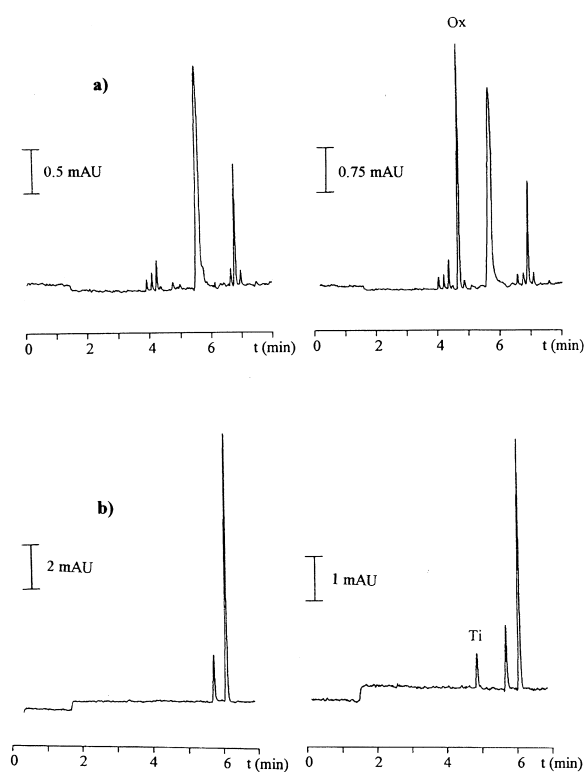 Ox
a)
0.5 mAU
0.75 mAU
0 2 4 6 t (min)
0 2 4 6 t (min)
b)
2 mAU
1 mAU
Ti
0 2 4 6 t (min)
0 2 4 6 t (min)